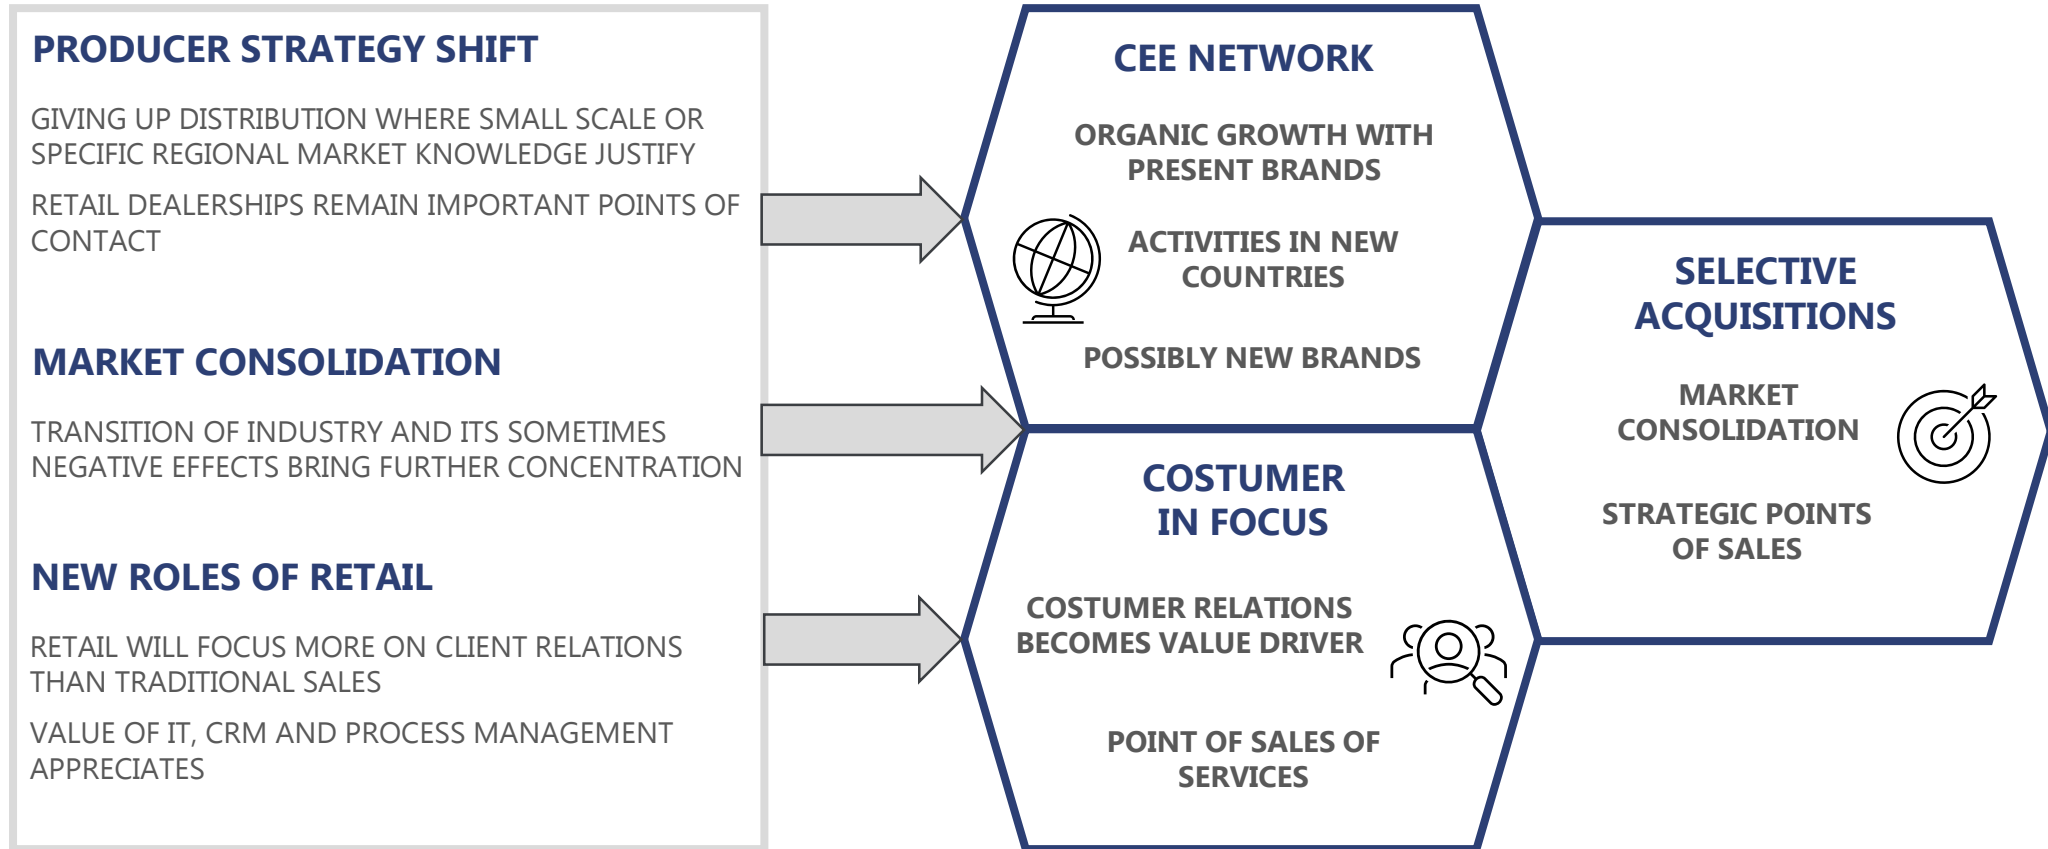 PRODUCER STRATEGY SHIFT
GIVING UP DISTRIBUTION WHERE SMALL SCALE OR
SPECIFIC REGIONAL MARKET KNOWLEDGE JUSTIFY
RETAIL DEALERSHIPS REMAIN IMPORTANT POINTS OF
CONTACT
MARKET CONSOLIDATION
TRANSITION OF INDUSTRY AND ITS SOMETIMES
NEGATIVE EFFECTS BRING FURTHER CONCENTRATION
NEW ROLES OF RETAIL
RETAIL WILL FOCUS MORE ON CLIENT RELATIONS
THAN TRADITIONAL SALES
VALUE OF IT, CRM AND PROCESS MANAGEMENT
APPRECIATES
CEE NETWORK
ORGANIC GROWTH WITH
PRESENT BRANDS
ACTIVITIES IN NEW
COUNTRIES
POSSIBLY NEW BRANDS
COSTUMER
IN FOCUS
COSTUMER RELATIONS
BECOMES VALUE DRIVER
POINT OF SALES OF
SERVICES
SELECTIVE
ACQUISITIONS
MARKET
CONSOLIDATION
STRATEGIC POINTS
OF SALES